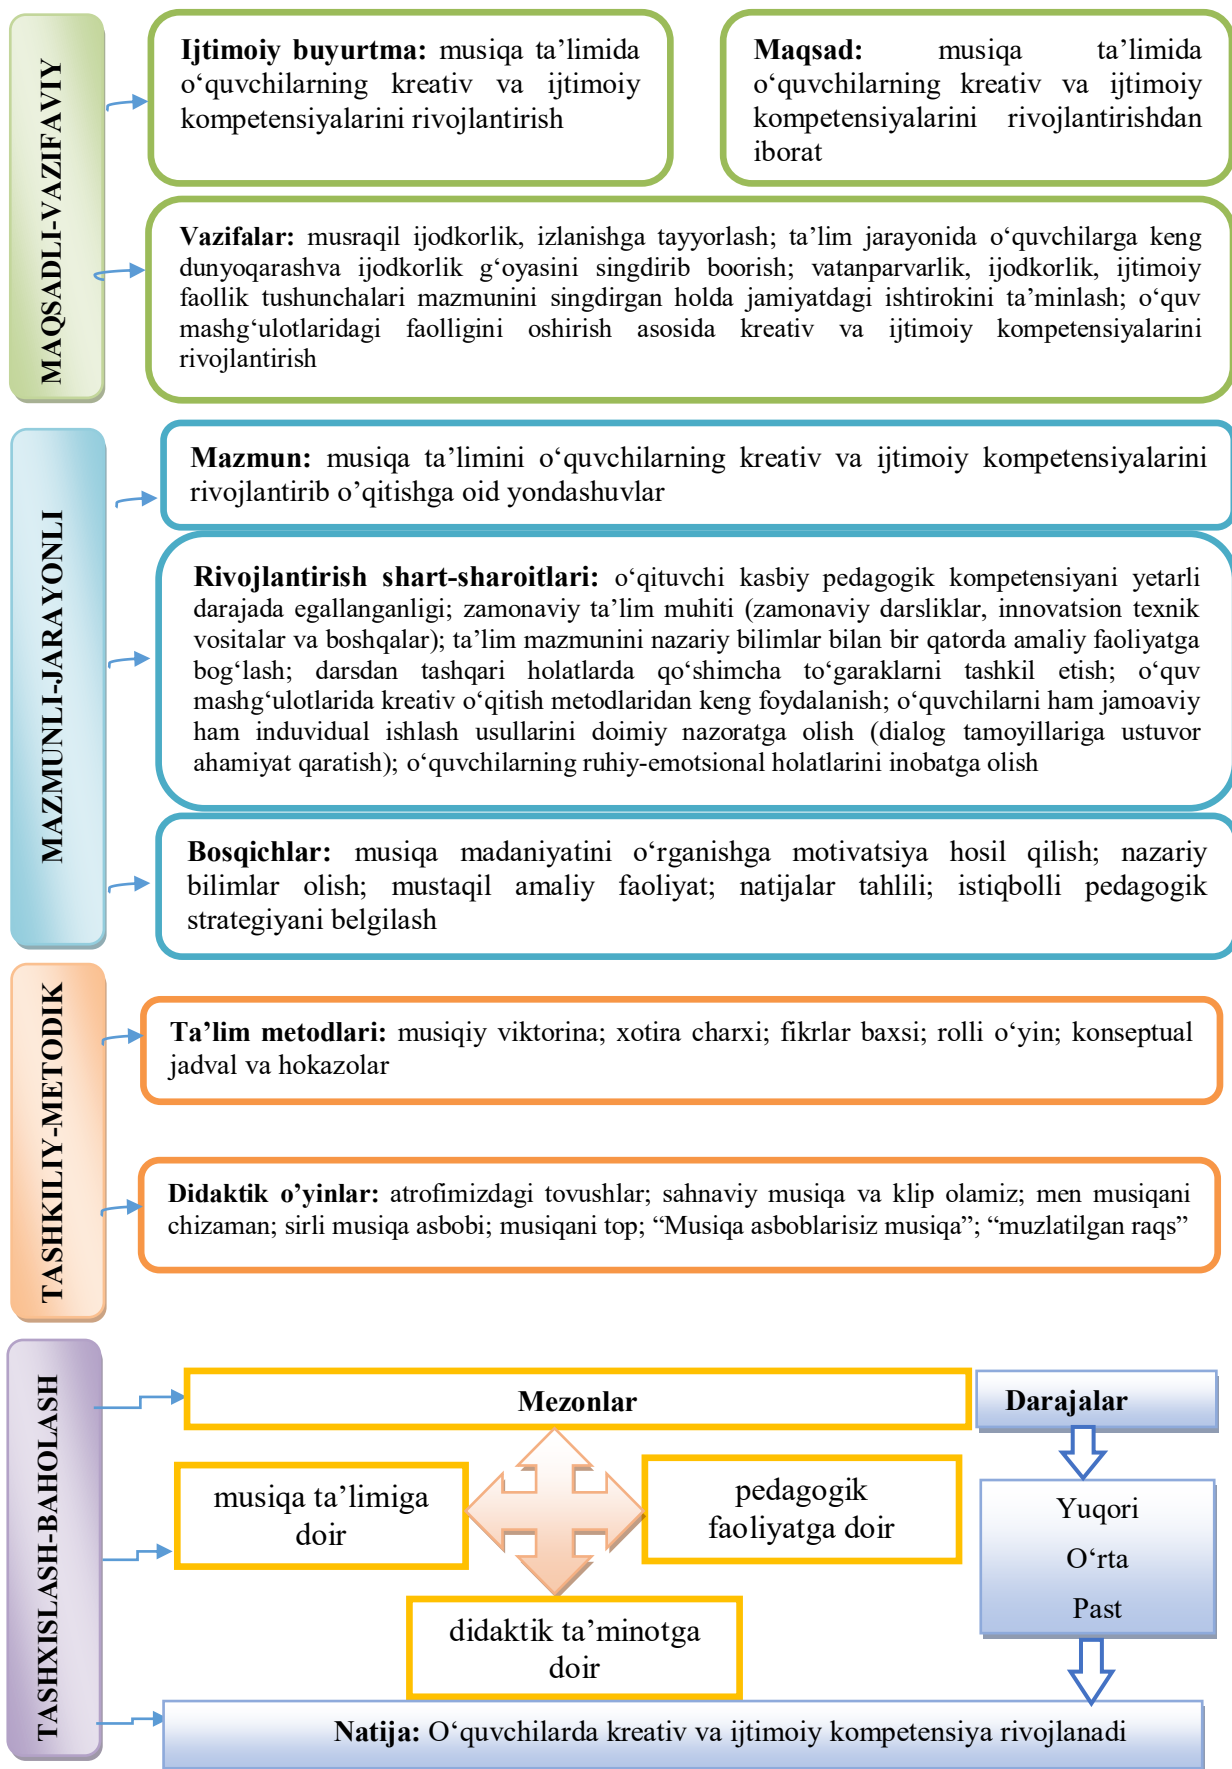 MAQSADLI-VAZIFAVIY
Ijtimoiy buyurtma: musiqa ta’limida
o‘quvchilarning kreativ va ijtimoiy
kompetensiyalarini rivojlantirish
Maqsad: musiqa ta’limida
o‘quvchilarning kreativ va ijtimoiy
kompetensiyalarini rivojlantirishdan
iborat
Vazifalar: musraqil ijodkorlik, izlanishga tayyorlash; ta’lim jarayonida o‘quvchilarga keng
dunyoqarashva ijodkorlik g‘oyasini singdirib boorish; vatanparvarlik, ijodkorlik, ijtimoiy
faollik tushunchalari mazmunini singdirgan holda jamiyatdagi ishtirokini ta’minlash; o‘quv
mashg‘ulotlaridagi faolligini oshirish asosida kreativ va ijtimoiy kompetensiyalarini
rivojlantirish
MAZMUNLI-JARAYONLI
Mazmun: musiqa ta’limini o‘quvchilarning kreativ va ijtimoiy kompetensiyalarini
rivojlantirib o’qitishga oid yondashuvlar
Rivojlantirish shart-sharoitlari: o‘qituvchi kasbiy pedagogik kompetensiyani yetarli
darajada egallanganligi; zamonaviy ta’lim muhiti (zamonaviy darsliklar, innovatsion texnik
vositalar va boshqalar); ta’lim mazmunini nazariy bilimlar bilan bir qatorda amaliy faoliyatga
bog‘lash; darsdan tashqari holatlarda qo‘shimcha to‘garaklarni tashkil etish; o‘quv
mashg‘ulotlarida kreativ o‘qitish metodlaridan keng foydalanish; o‘quvchilarni ham jamoaviy
ham induvidual ishlash usullarini doimiy nazoratga olish (dialog tamoyillariga ustuvor
ahamiyat qaratish); o‘quvchilarning ruhiy-emotsional holatlarini inobatga olish
Bosqichlar: musiqa madaniyatini o‘rganishga motivatsiya hosil qilish; nazariy
bilimlar olish; mustaqil amaliy faoliyat; natijalar tahlili; istiqbolli pedagogik
strategiyani belgilash
TASHKILIY-METODIK
Ta’lim metodlari: musiqiy viktorina; xotira charxi; fikrlar baxsi; rolli o‘yin; konseptual
jadval va hokazolar
Didaktik o’yinlar: atrofimizdagi tovushlar; sahnaviy musiqa va klip olamiz; men musiqani
chizaman; sirli musiqa asbobi; musiqani top; “Musiqa asboblarisiz musiqa”; “muzlatilgan raqs”
TASHXISLASH-BAHOLASH
Mezonlar
Darajalar
musiqa ta’limiga
doir
pedagogik
faoliyatga doir
didaktik ta’minotga
doir
Yuqori
O‘rta
Past
Natija: O‘quvchilarda kreativ va ijtimoiy kompetensiya rivojlanadi